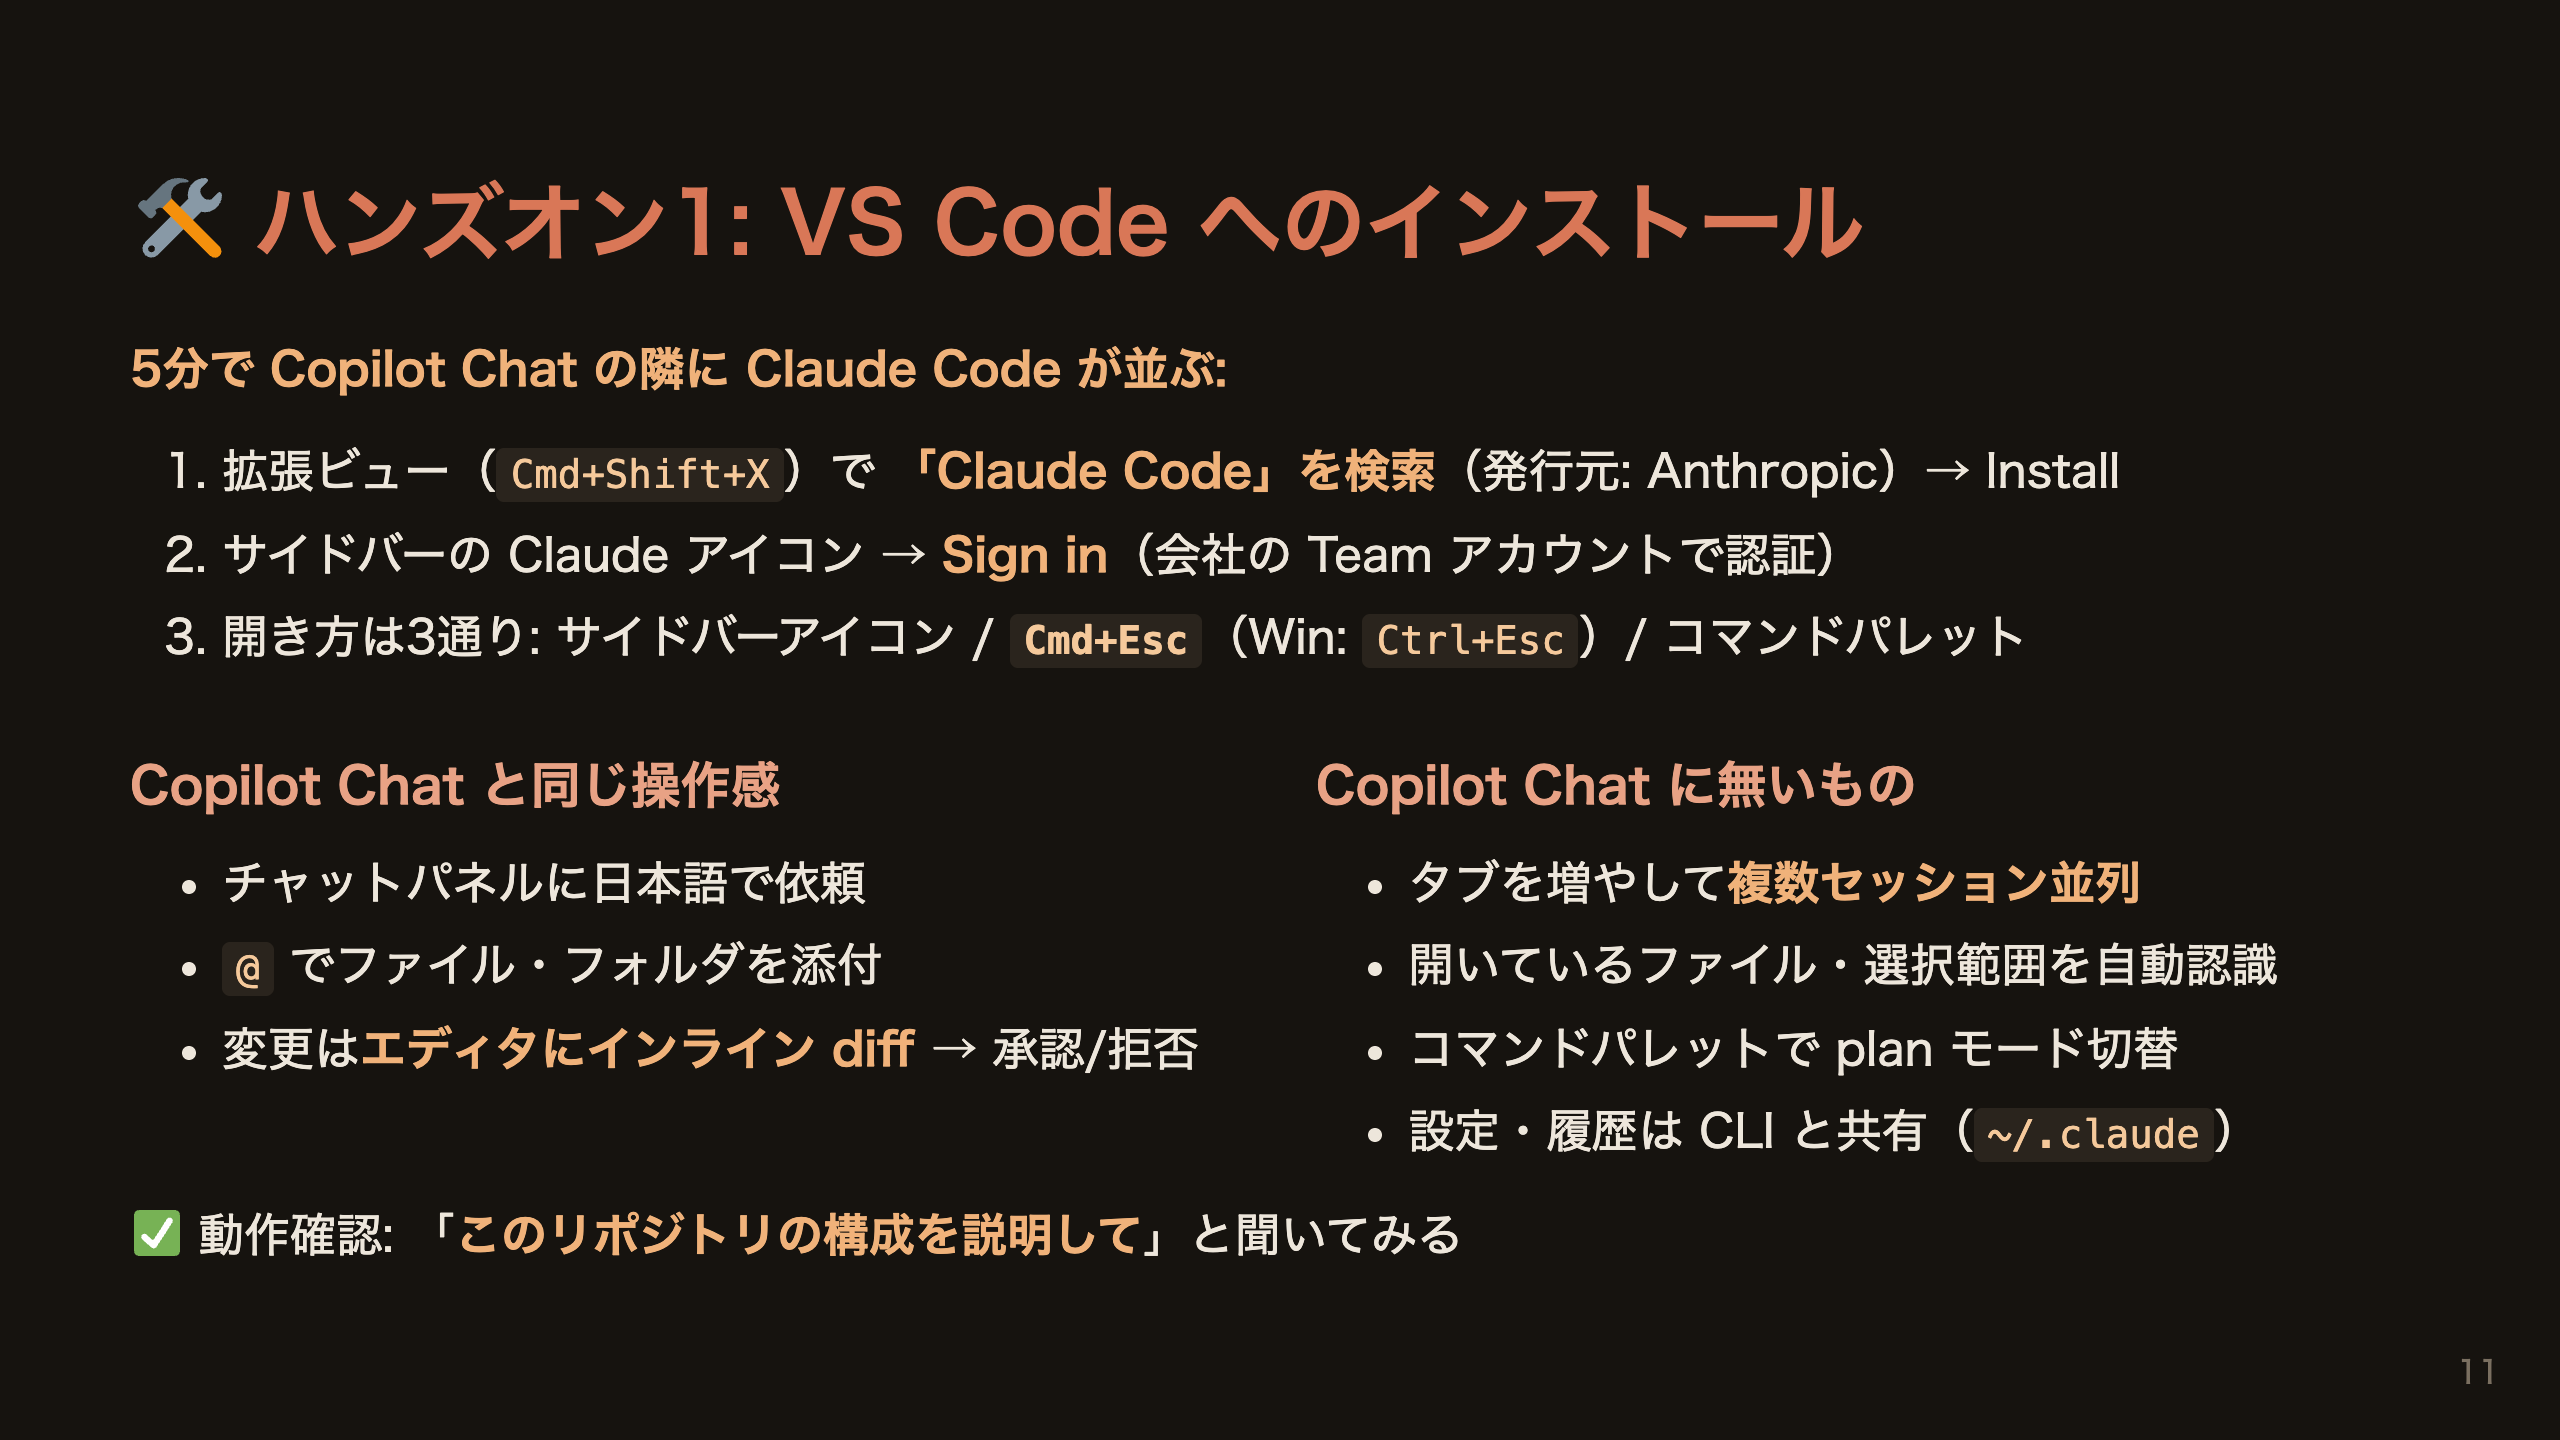 🛠️ ハンズオン1: VS Code へのインストール
5分で Copilot Chat の隣に Claude Code が並ぶ:
1. 拡張ビュー（Cmd+Shift+X）で 「Claude Code」を検索（発行元: Anthropic）→ Install
2. サイドバーの Claude アイコン → Sign in（会社の Team アカウントで認証）
3. 開き方は3通り: サイドバーアイコン / Cmd+Esc（Win: Ctrl+Esc）/ コマンドパレット
Copilot Chat と同じ操作感
• チャットパネルに日本語で依頼
• @ でファイル・フォルダを添付
• 変更はエディタにインライン diff → 承認/拒否
Copilot Chat に無いもの
• タブを増やして複数セッション並列
• 開いているファイル・選択範囲を自動認識
• コマンドパレットで plan モード切替
• 設定・履歴は CLI と共有（~/.claude）
✅ 動作確認: 「このリポジトリの構成を説明して」と聞いてみる
11